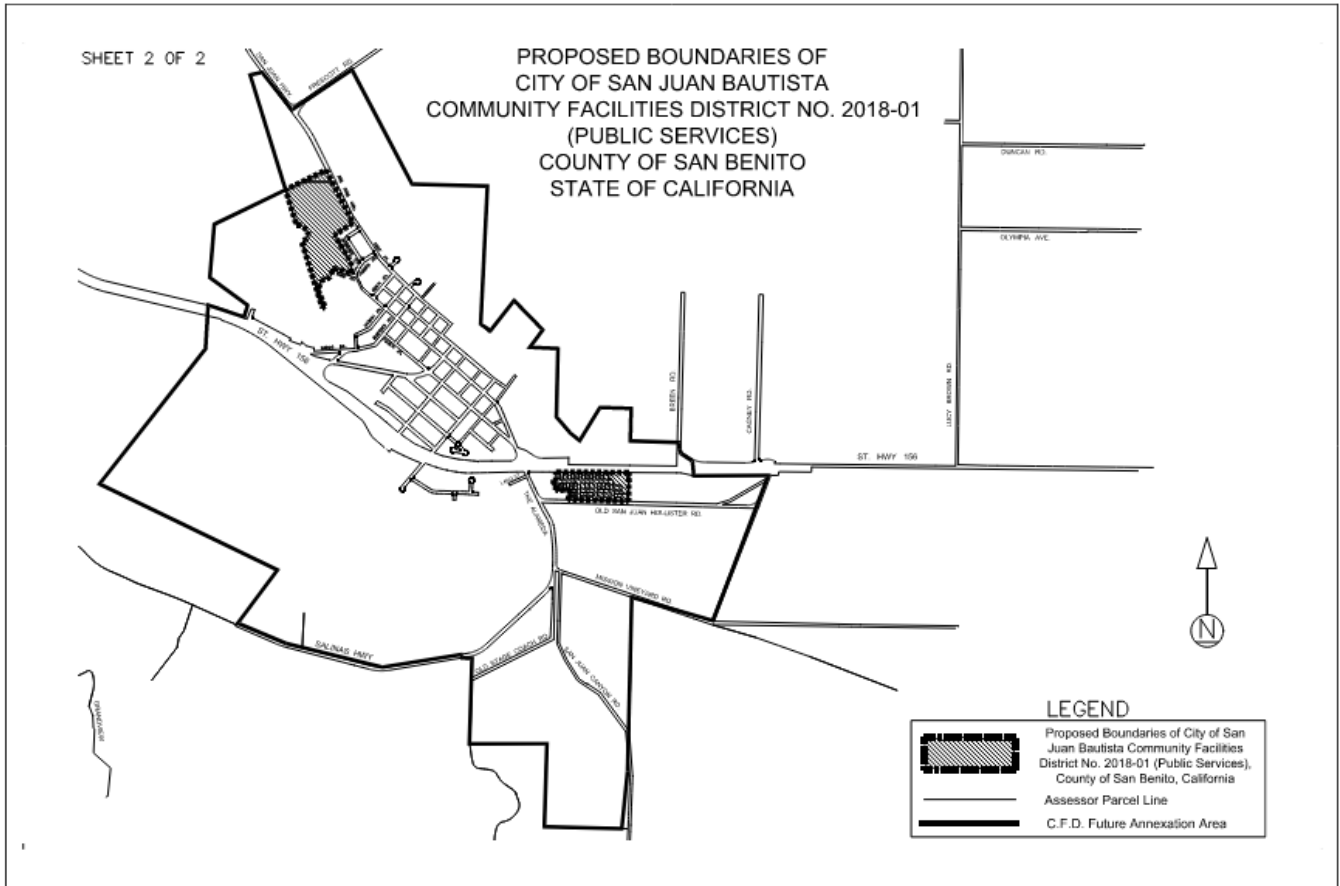 SHEET 2 OF 2
PROPOSED BOUNDARIES OF
CITY OF SAN JUAN BAUTISTA
COMMUNITY FACILITIES DISTRICT NO. 2018-01
(PUBLIC SERVICES)
COUNTY OF SAN BENITO
STATE OF CALIFORNIA
SAN JUAN HWY
PRESCOTT RD
DUNCAN RD.
OLYMPIA AVE.
ST. HWY 156
BREEN RD.
CAGNEY RD.
LUCY BROWN RD
ST. HWY 156
THE ALAMEDA
OLD SAN JUAN HOLLISTER RD.
MISSION VINEYARD RD.
SALINAS HWY
OLD STAGE COACH RD.
SAN JUAN CANYON RD
N
LEGEND
Proposed Boundaries of City of San
Juan Bautista Community Facilities
District No. 2018-01 (Public Services),
County of San Benito, California
Assessor Parcel Line
C.F.D. Future Annexation Area